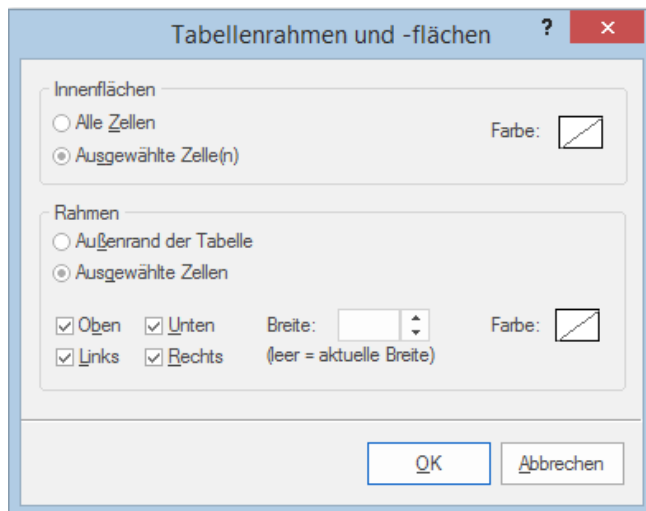 Tabellenrahmen und -flächen ? ×
Innenflächen
Alle Zellen
Farbe:
Ausgewählte Zelle(n)
Rahmen
Außenrand der Tabelle
Ausgewählte Zellen
Oben Unten Breite: Farbe:
Links Rechts (leer = aktuelle Breite)
OK Abbrechen